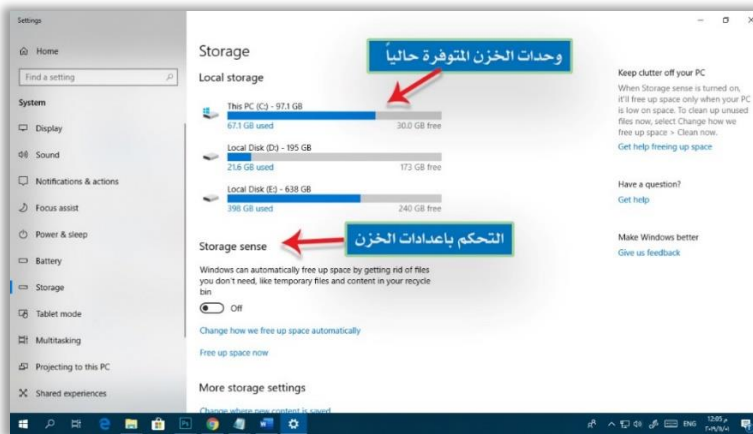 Settings
Home
Find a setting
System
Display
Sound
Notifications & actions
Focus assist
Power & sleep
Battery
Storage
Tablet mode
Multitasking
Projecting to this PC
Shared experiences
Storage
وحدات الخزن المتوفرة حالياً
Local storage
This PC (C:) - 97.1 GB
67.1 GB used 30.0 GB free
Local Disk (D:) - 195 GB
21.6 GB used 173 GB free
Local Disk (E:) - 638 GB
398 GB used 240 GB free
التحكم باعدادات الخزن
Storage sense
Windows can automatically free up space by getting rid of files
you don't need, like temporary files and content in your recycle
bin
Off
Change how we free up space automatically
Free up space now
More storage settings
Change where new content is saved
Keep clutter off your PC
When Storage sense is turned on,
it'll free up space only when your PC
is low on space. To clean up unused
files now, select Change how we
free up space > Clean now.
Get help freeing up space
Have a question?
Get help
Make Windows better
Give us feedback
ENG
12:05 م